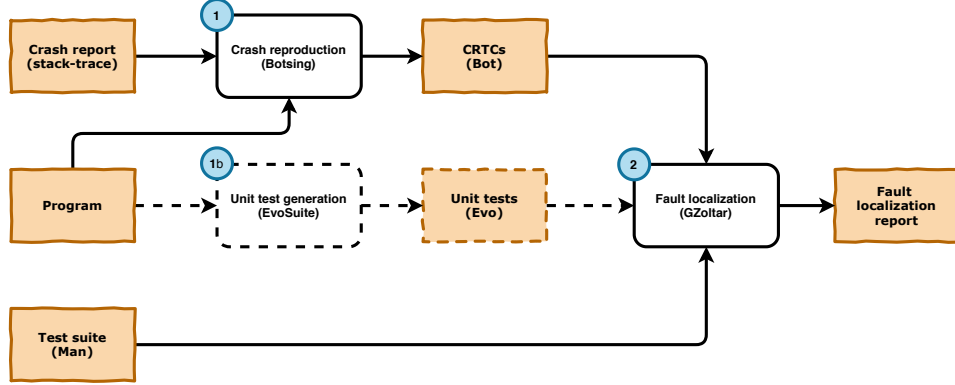 1
Crash report
(stack-trace)
Crash reproduction
(Botsing)
CRTCs
(Bot)
1b
2
Program
Unit test generation
(EvoSuite)
Unit tests
(Evo)
Fault localization
(GZoltar)
Fault
localization
report
Test suite
(Man)